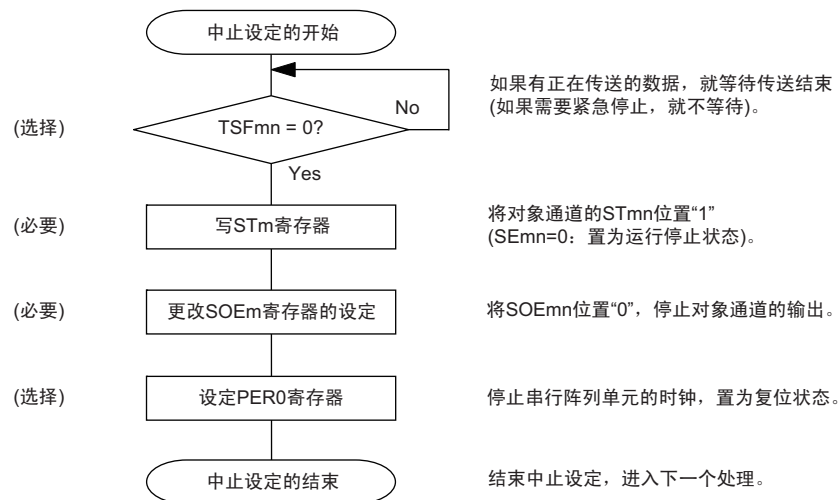 中止设定的开始
如果有正在传送的数据，就等待传送结束
(如果需要紧急停止，就不等待)。
No
(选择)
TSFmn = 0?
Yes
(必要)
写STm寄存器
将对象通道的STmn位置“1”
(SEmn=0：置为运行停止状态)。
(必要)
更改SOEm寄存器的设定
将SOEmn位置“0”，停止对象通道的输出。
(选择)
设定PER0寄存器
停止串行阵列单元的时钟，置为复位状态。
中止设定的结束
结束中止设定，进入下一个处理。